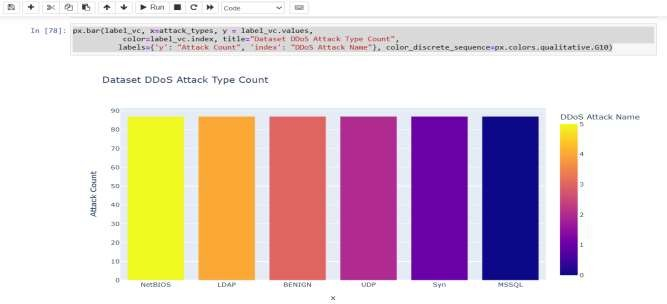 Run
Code
In [78]: px.bar(label_vc, x=attack_types, y = label_vc.values,
color=label_vc.index, title="Dataset DDoS Attack Type Count",
labels={'y': "Attack Count", 'index': "DDoS Attack Name"}, color_discrete_sequence=px.colors.qualitative.G10)
Dataset DDoS Attack Type Count
DDoS Attack Name
Attack Count
90
80
70
60
50
40
30
20
10
0
5
4
3
2
1
0
NetBIOS LDAP BENIGN UDP Syn MSSQL
x